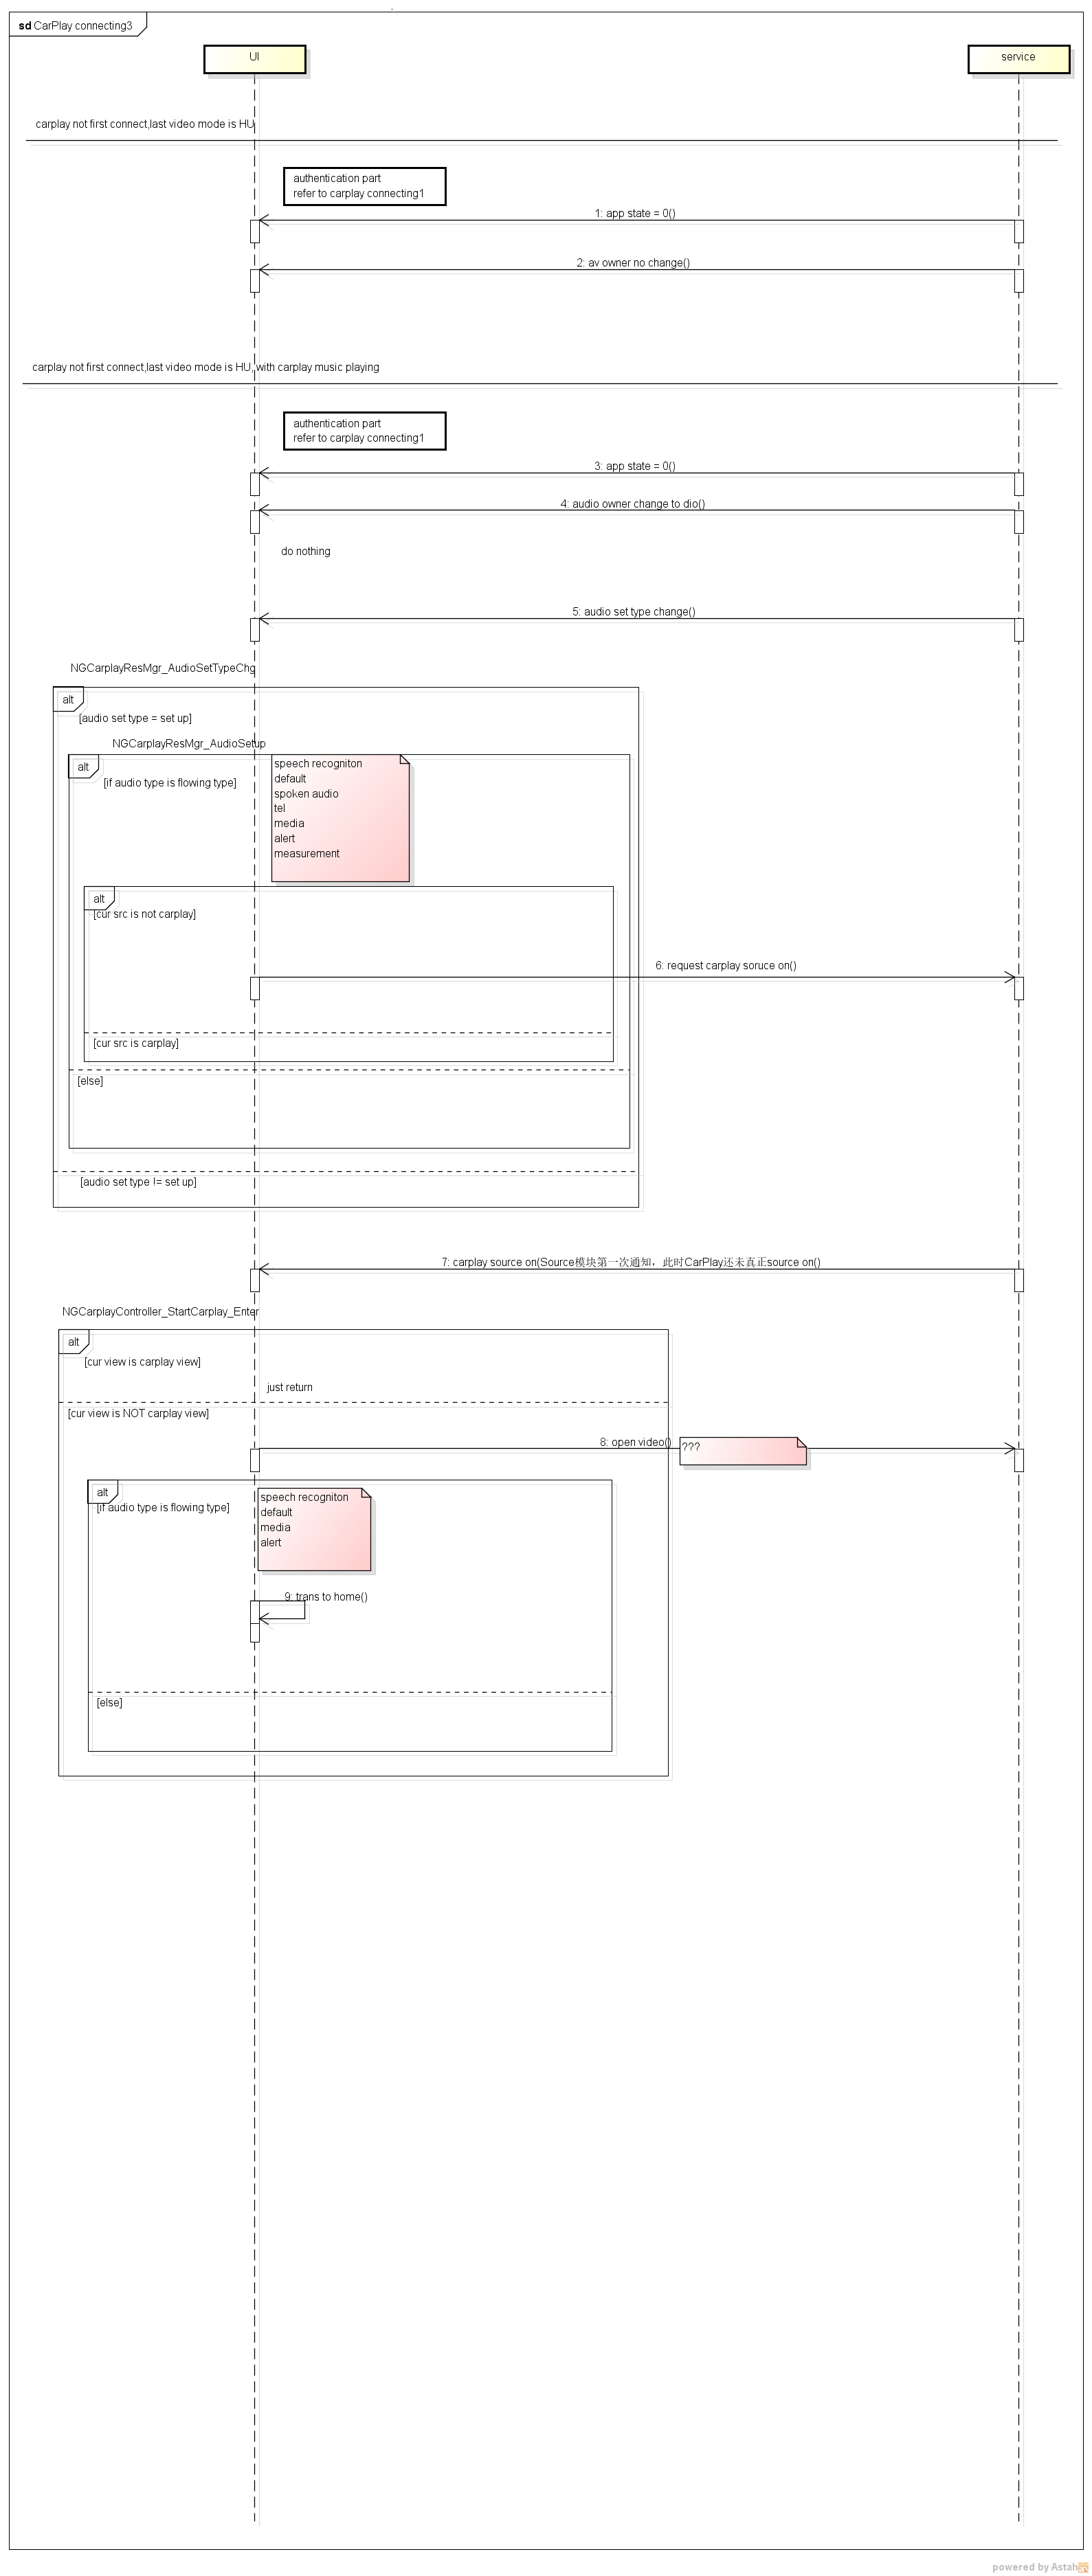 sd CarPlay connecting3
UI
service
carplay not first connect,last video mode is HU
authentication part
refer to carplay connecting1
1: app state = 0()
2: av owner no change()
carplay not first connect,last video mode is HU, with carplay music playing
authentication part
refer to carplay connecting1
3: app state = 0()
4: audio owner change to dio()
do nothing
5: audio set type change()
NGCarplayResMgr_AudioSetTypeChg
alt
[audio set type = set up]
NGCarplayResMgr_AudioSetup
alt
[if audio type is flowing type]
speech recogniton
default
spoken audio
tel
media
alert
measurement
alt
[cur src is not carplay]
6: request carplay soruce on()
[cur src is carplay]
[else]
[audio set type != set up]
7: carplay source on(Source模块第一次通知，此时CarPlay还未真正source on()
NGCarplayController_StartCarplay_Enter
alt
[cur view is carplay view]
just return
[cur view is NOT carplay view]
8: open video()
???
alt
[if audio type is flowing type]
speech recogniton
default
media
alert
9: trans to home()
[else]
powered by Astah